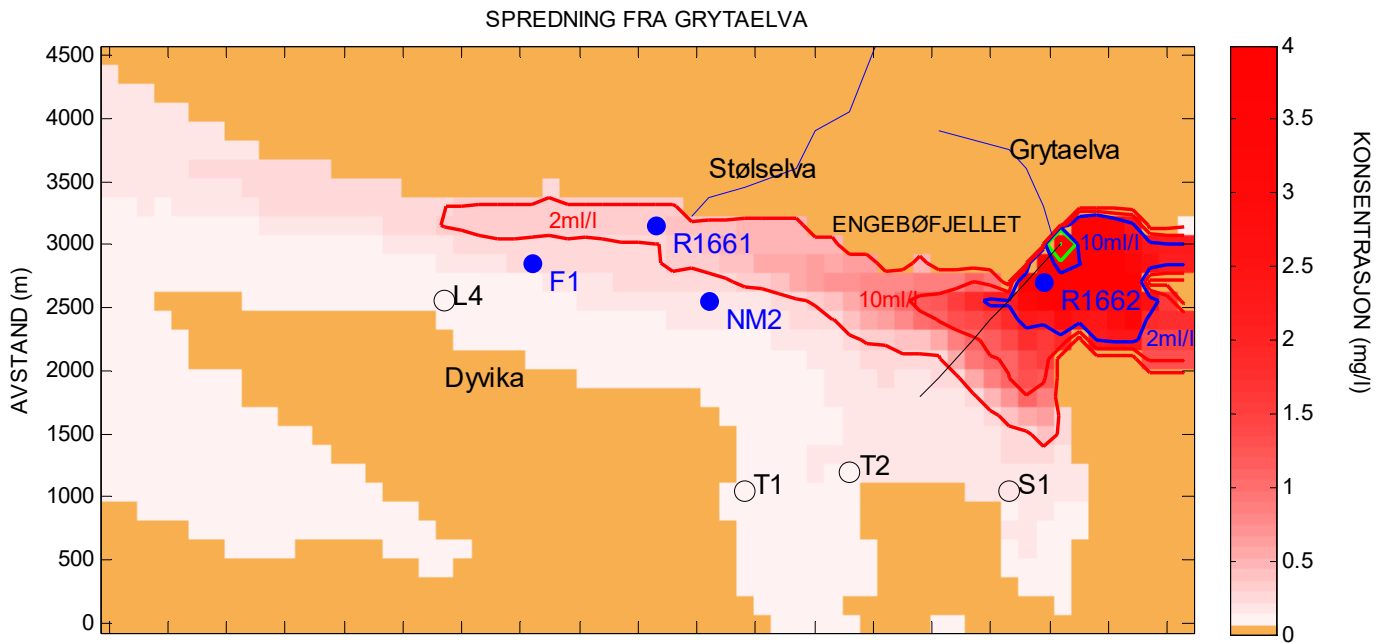 SPREDNING FRA GRYTAELVA
4500
4000
3500
3000
2500
2000
1500
1000
500
0
AVSTAND (m)
Stølselva
Grytaelva
2ml/l
R1661
ENGEBØFJELLET
10ml/l
F1
10ml/l
R1662
L4
NM2
2ml/l
Dyvika
T1
T2
S1
4
3.5
3
2.5
2
1.5
1
0.5
0
KONSENTRASJON (mg/l)